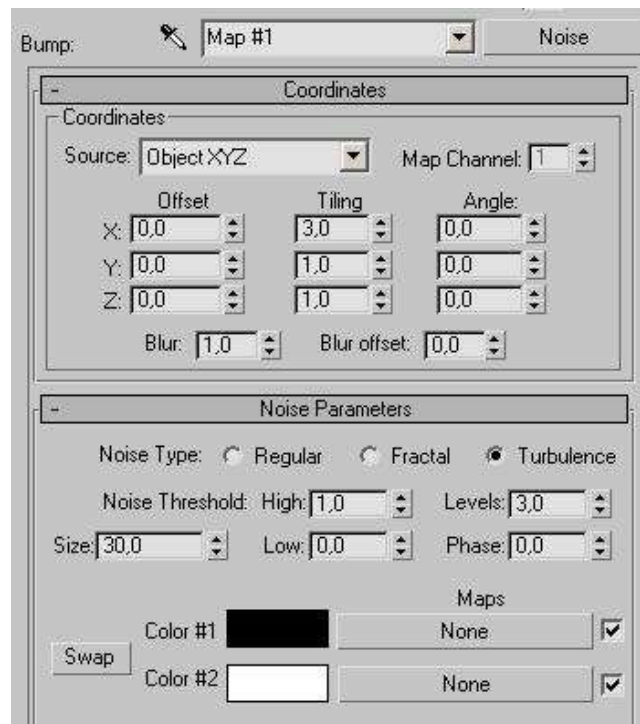 Bump: Map #1 Noise
- Coordinates
Coordinates
Source: Object XYZ Map Channel: 1
Offset Tiling Angle:
X: 0,0 3,0 0,0
Y: 0,0 1,0 0,0
Z: 0,0 1,0 0,0
Blur: 1,0 Blur offset: 0,0
- Noise Parameters
Noise Type: Regular Fractal Turbulence
Noise Threshold: High: 1,0 Levels: 3,0
Size: 30,0 Low: 0,0 Phase: 0,0
Maps
Color #1 None
Swap
Color #2 None